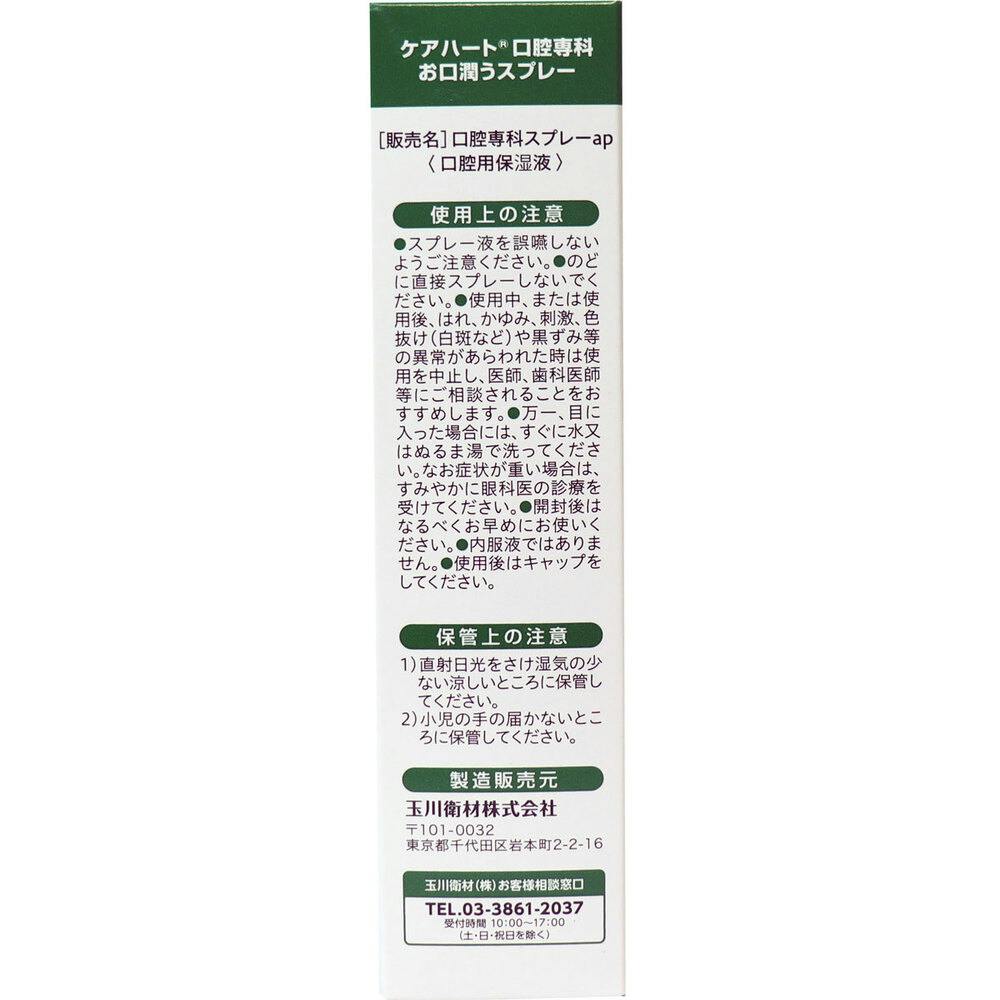 ケアハート®口腔専科
お口潤うスプレー
[販売名]口腔専科スプレーap
〈口腔用保湿液〉
使用上の注意
●スプレー液を誤嚥しない
ようご注意ください。●のど
に直接スプレーしないでく
ださい。●使用中、または使
用後、はれ、かゆみ、刺激、色
抜け(白斑など)や黒ずみ等
の異常があらわれた時は使
用を中止し、医師、歯科医師
等にご相談されることをお
すすめします。●万一、目に
入った場合には、すぐに水又
はぬるま湯で洗ってくださ
い。なお症状が重い場合は、
すみやかに眼科医の診療を
受けてください。●開封後は
なるべくお早めにお使いく
ださい。●内服液ではありま
せん。●使用後はキャップを
してください。
保管上の注意
1)直射日光をさけ湿気の少
ない涼しいところに保管し
てください。
2)小児の手の届かないとこ
ろに保管してください。
製造販売元
玉川衛材株式会社
〒101-0032
東京都千代田区岩本町2-2-16
玉川衛材(株)お客様相談窓口
TEL.03-3861-2037
受付時間 10:00〜17:00
(土・日・祝日を除く)